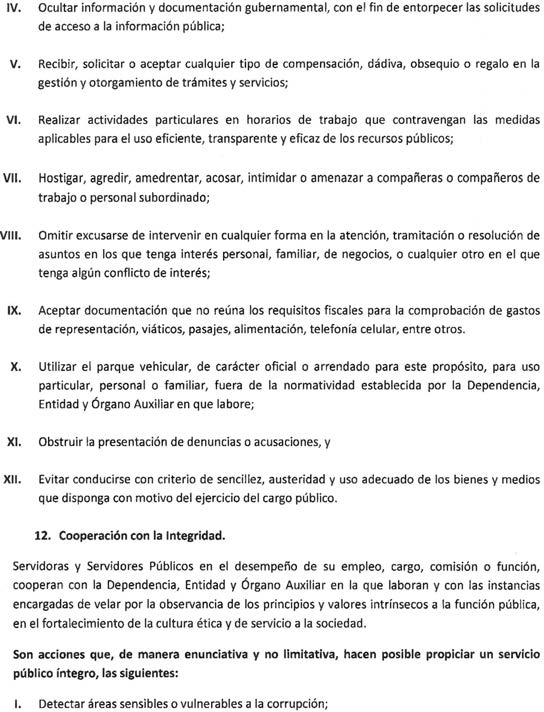 IV. Ocultar información y documentación gubernamental, con el fin de entorpecer las solicitudes
de acceso a la información pública;
V. Recibir, solicitar o aceptar cualquier tipo de compensación, dádiva, obsequio o regalo en la
gestión y otorgamiento de trámites y servicios;
VI. Realizar actividades particulares en horarios de trabajo que contravengan las medidas
aplicables para el uso eficiente, transparente y eficaz de los recursos públicos;
VII. Hostigar, agredir, amedrentar, acosar, intimidar o amenazar a compañeras o compañeros de
trabajo o personal subordinado;
VIII. Omitir excusarse de intervenir en cualquier forma en la atención, tramitación o resolución de
asuntos en los que tenga interés personal, familiar, de negocios, o cualquier otro en el que
tenga algún conflicto de interés;
IX. Aceptar documentación que no reúna los requisitos fiscales para la comprobación de gastos
de representación, viáticos, pasajes, alimentación, telefonía celular, entre otros.
X. Utilizar el parque vehicular, de carácter oficial o arrendado para este propósito, para uso
particular, personal o familiar, fuera de la normatividad establecida por la Dependencia,
Entidad y Órgano Auxiliar en que labore;
XI. Obstruir la presentación de denuncias o acusaciones, y
XII. Evitar conducirse con criterio de sencillez, austeridad y uso adecuado de los bienes y medios
que disponga con motivo del ejercicio del cargo público.
12. Cooperación con la Integridad.
Servidoras y Servidores Públicos en el desempeño de su empleo, cargo, comisión o función,
cooperan con la Dependencia, Entidad y Órgano Auxiliar en la que laboran y con las instancias
encargadas de velar por la observancia de los principios y valores intrínsecos a la función pública,
en el fortalecimiento de la cultura ética y de servicio a la sociedad.
Son acciones que, de manera enunciativa y no limitativa, hacen posible propiciar un servicio
público íntegro, las siguientes:
I. Detectar áreas sensibles o vulnerables a la corrupción;